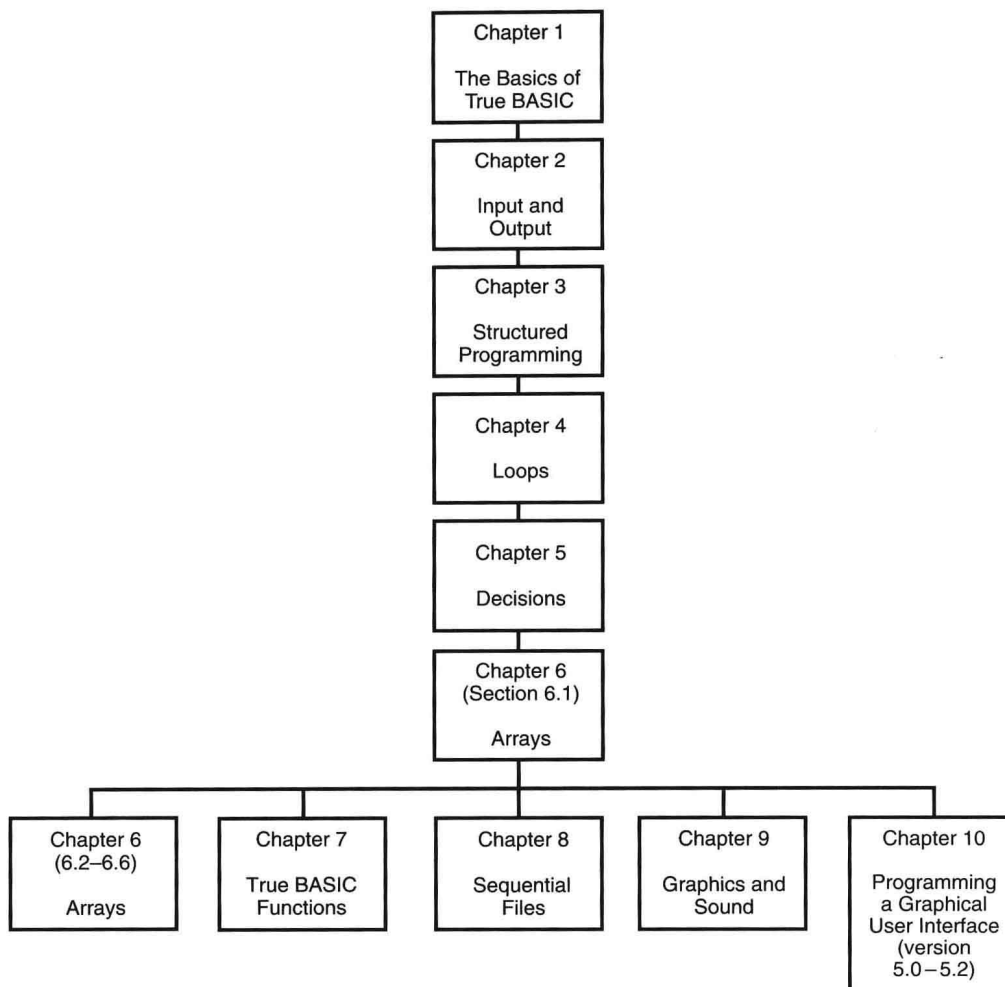 Chapter 1
The Basics of
True BASIC
Chapter 2
Input and
Output
Chapter 3
Structured
Programming
Chapter 4
Loops
Chapter 5
Decisions
Chapter 6
(Section 6.1)
Arrays
Chapter 6
(6.2–6.6)
Arrays
Chapter 7
True BASIC
Functions
Chapter 8
Sequential
Files
Chapter 9
Graphics and
Sound
Chapter 10
Programming
a Graphical
User Interface
(version
5.0–5.2)